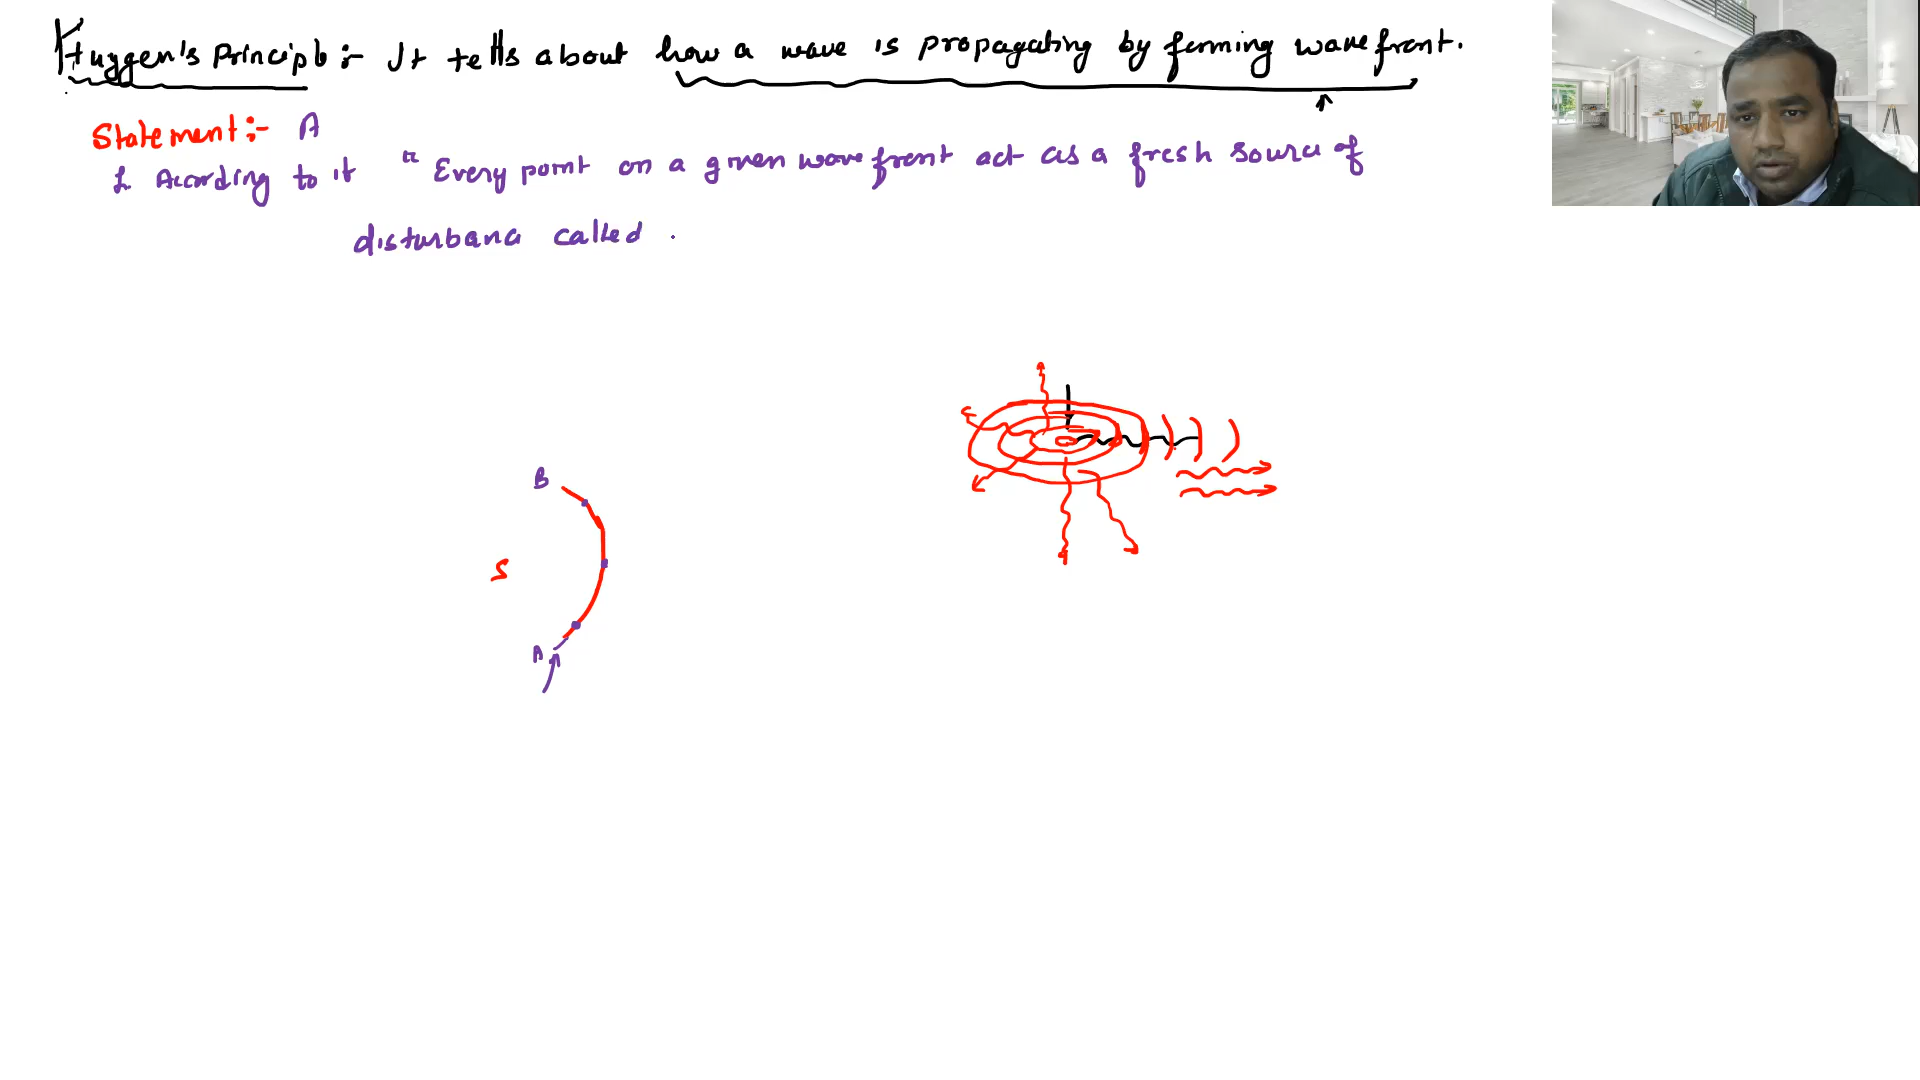 Huygen's Principle :- It tells about how a wave is propagating by forming wavefront.
Statement :- A
1. According to it "Every point on a given wavefront act as a fresh source of
disturbance called .
B
S
A